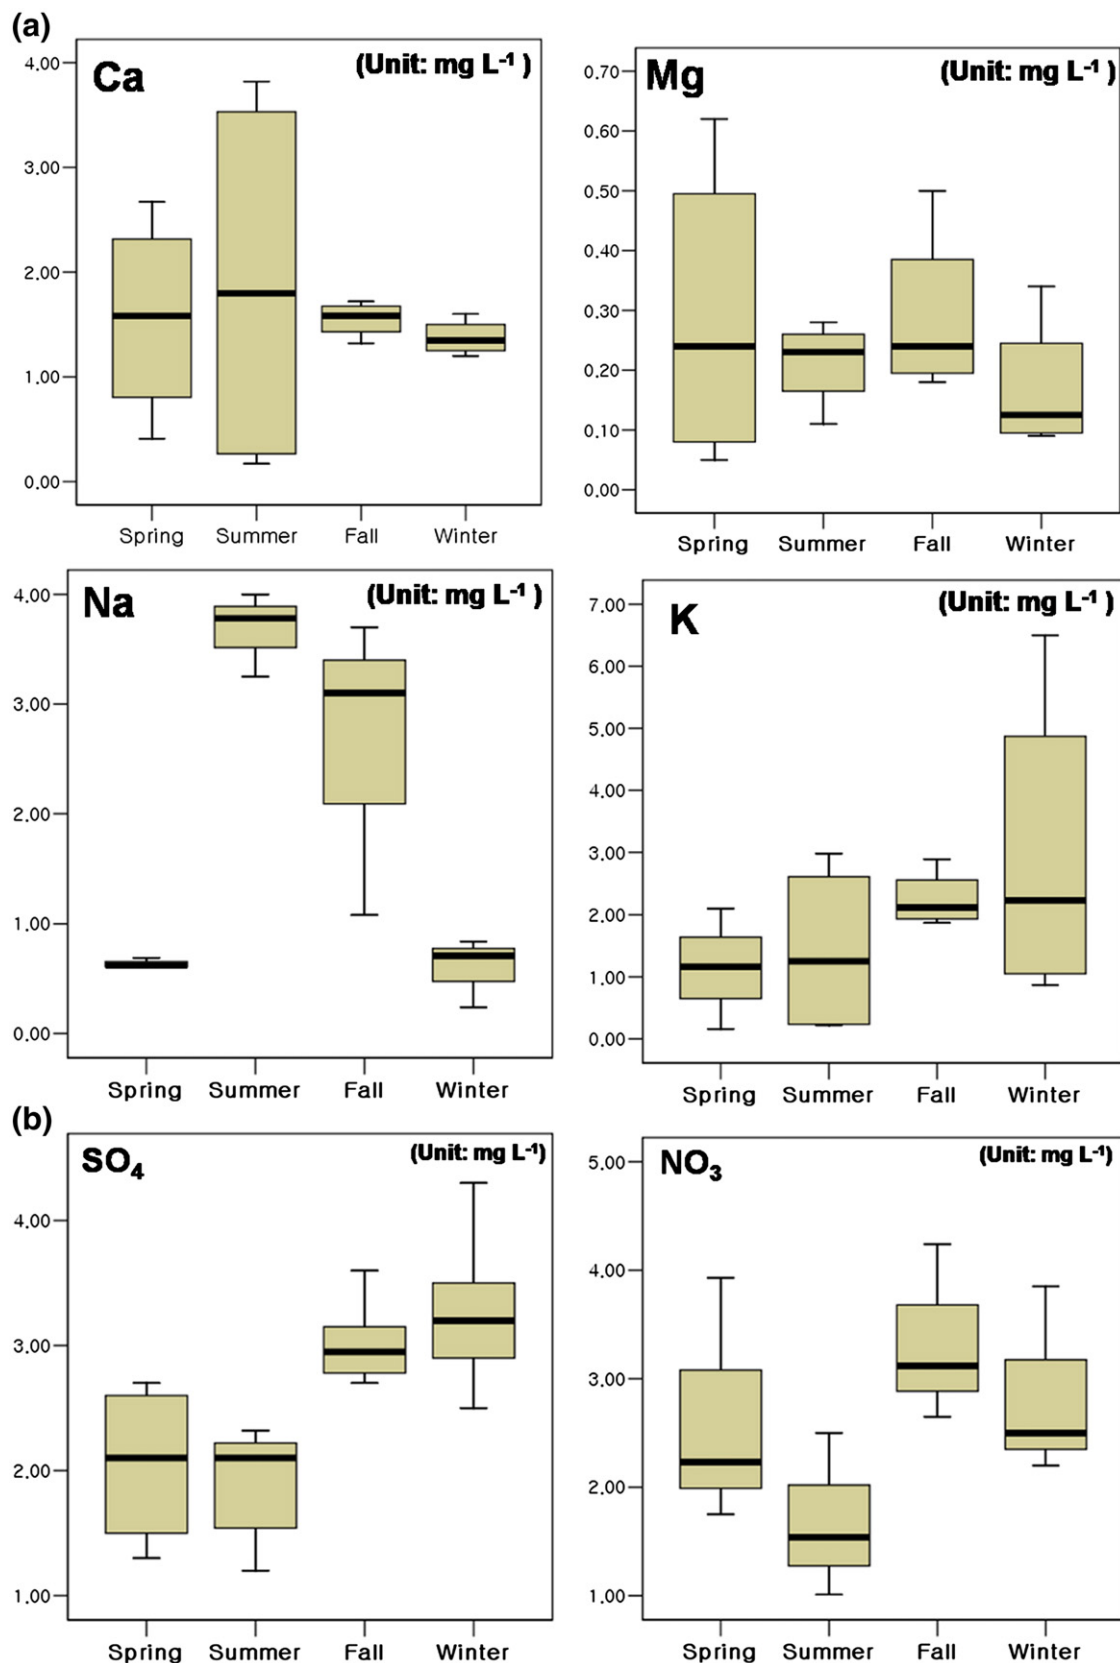 (a)
Ca (Unit: mg L-1 )
4.00
3.00
2.00
1.00
0.00
Spring Summer Fall Winter
Mg (Unit: mg L-1 )
0.70
0.60
0.50
0.40
0.30
0.20
0.10
0.00
Spring Summer Fall Winter
Na (Unit: mg L-1 )
4.00
3.00
2.00
1.00
0.00
Spring Summer Fall Winter
K (Unit: mg L-1 )
7.00
6.00
5.00
4.00
3.00
2.00
1.00
0.00
Spring Summer Fall Winter
(b)
SO4 (Unit: mg L-1)
4.00
3.00
2.00
1.00
Spring Summer Fall Winter
NO3 (Unit: mg L-1)
5.00
4.00
3.00
2.00
1.00
Spring Summer Fall Winter